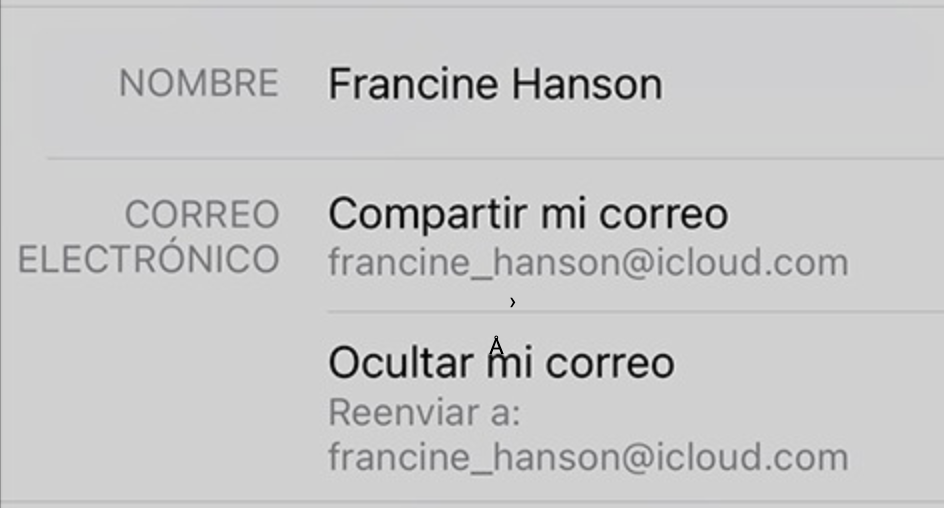 NOMBRE Francine Hanson
CORREO ELECTRÓNICO
Compartir mi correo
francine_hanson@icloud.com
›
Å
Ocultar mi correo
Reenviar a:
francine_hanson@icloud.com